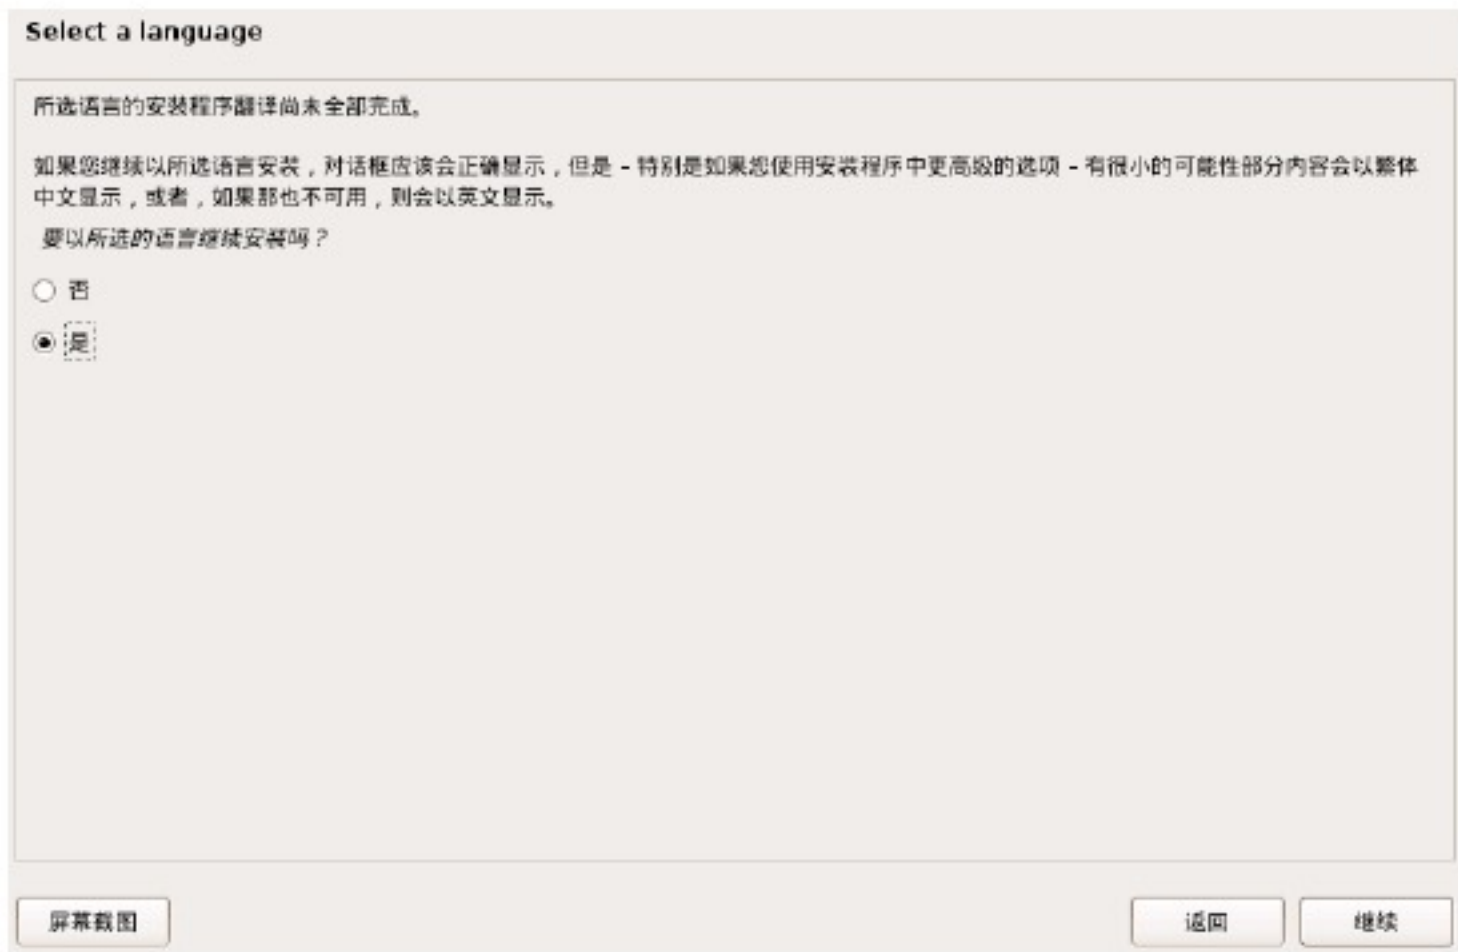 Select a language
所选语言的安装程序翻译尚未全部完成。
如果您继续以所选语言安装，对话框应该会正确显示，但是 - 特别是如果您使用安装程序中更高级的选项 - 有很小的可能性部分内容会以繁体
中文显示，或者，如果那也不可用，则会以英文显示。
要以所选的语言继续安装吗？
否
是
屏幕截图
返回
继续